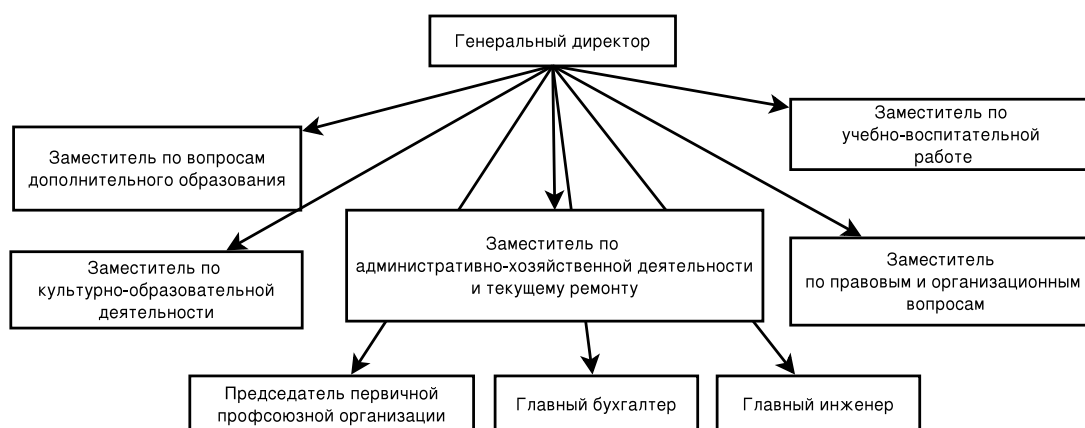 Генеральный директор
Заместитель по вопросам
дополнительного образования
Заместитель по
учебно-воспитательной
работе
Заместитель по
культурно-образовательной
деятельности
Заместитель по
административно-хозяйственной деятельности
и текущему ремонту
Заместитель
по правовым и организационным
вопросам
Председатель первичной
профсоюзной организации
Главный бухгалтер
Главный инженер